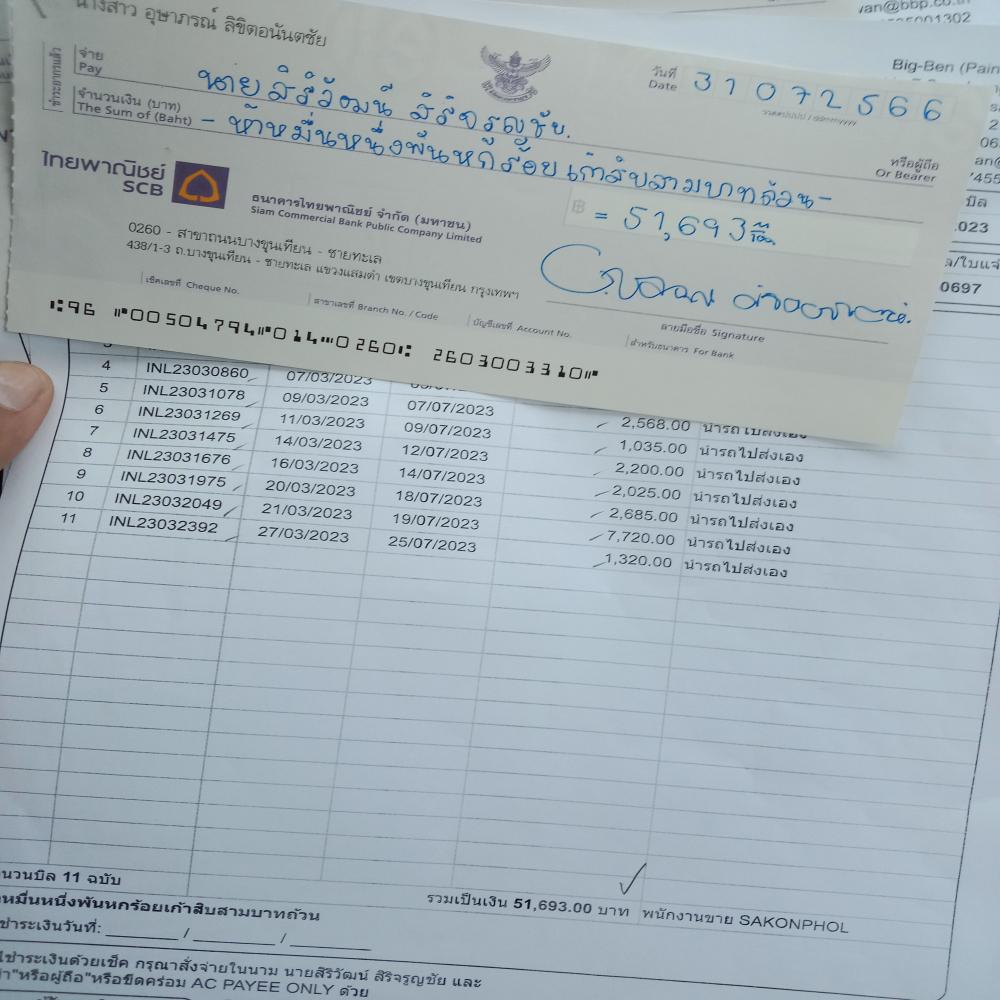 นางสาว อุษาภรณ์ ลิขิตอนันตชัย
van@bbp.co.th
Big-Ben (Pain
วันที่ 31072566
Date
จ่าย นายสิริวัฒน์ สิริจรูญชัย.
Pay
หรือผู้ถือ
Or Bearer
จำนวนเงิน (บาท) - ห้าหมื่นหนึ่งพันหกร้อยเก้าสิบสามบาทถ้วน -
The Sum of (Baht)
ไทยพาณิชย์
SCB
ธนาคารไทยพาณิชย์ จำกัด (มหาชน)
Siam Commercial Bank Public Company Limited
฿ = 51,693
0260 - สาขาถนนบางขุนเทียน - ชายทะเล
438/1-3 ถ.บางขุนเทียน - ชายทะเล แขวงแสมดำ เขตบางขุนเทียน กรุงเทพฯ
เช็คเลขที่ Cheque No.
สาขาเลขที่ Branch No. / Code
บัญชีเลขที่ Account No.
ลายมือชื่อ Signature
สำหรับธนาคาร For Bank
⑆96 ⑈00504794⑈014⑉0260⑆ 2603003310⑈
.023
ล/ใบแจ้
0697
4 INL23030860 07/03/2023
5 INL23031078 09/03/2023 07/07/2023 2,568.00 นำรถไปส่งเอง
6 INL23031269 11/03/2023 09/07/2023 1,035.00 นำรถไปส่งเอง
7 INL23031475 14/03/2023 12/07/2023 2,200.00 นำรถไปส่งเอง
8 INL23031676 16/03/2023 14/07/2023 2,025.00 นำรถไปส่งเอง
9 INL23031975 20/03/2023 18/07/2023 2,685.00 นำรถไปส่งเอง
10 INL23032049 21/03/2023 19/07/2023 7,720.00 นำรถไปส่งเอง
11 INL23032392 27/03/2023 25/07/2023 1,320.00 นำรถไปส่งเอง
นวนบิล 11 ฉบับ
รวมเป็นเงิน 51,693.00 บาท พนักงานขาย SAKONPHOL
หมื่นหนึ่งพันหกร้อยเก้าสิบสามบาทถ้วน
ชำระเงินวันที่: ______ / ______ / ______
ชำระเงินด้วยเช็ค กรุณาสั่งจ่ายในนาม นายสิริวัฒน์ สิริจรูญชัย และ
"หรือผู้ถือ"หรือขีดคร่อม AC PAYEE ONLY ด้วย